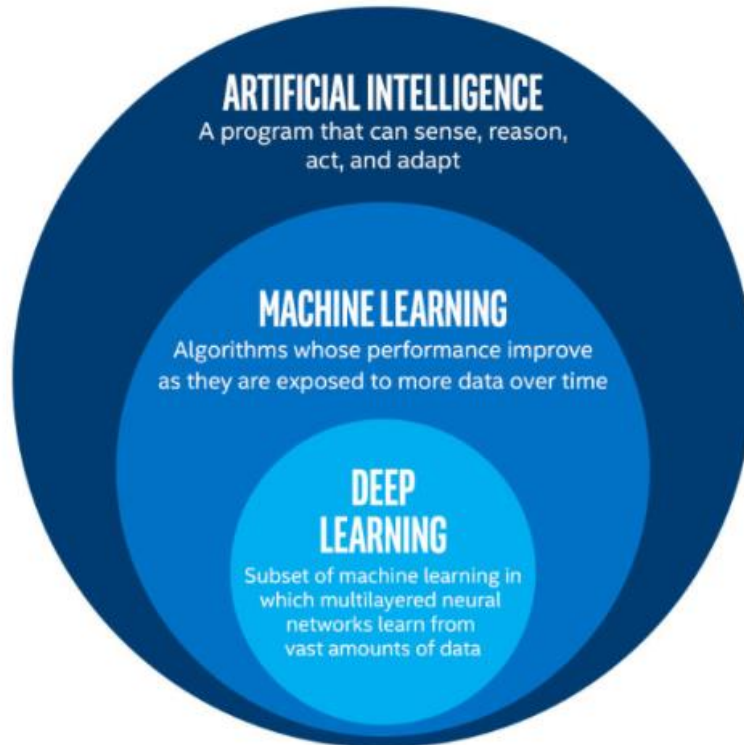 ARTIFICIAL INTELLIGENCE
A program that can sense, reason,
act, and adapt
MACHINE LEARNING
Algorithms whose performance improve
as they are exposed to more data over time
DEEP
LEARNING
Subset of machine learning in
which multilayered neural
networks learn from
vast amounts of data